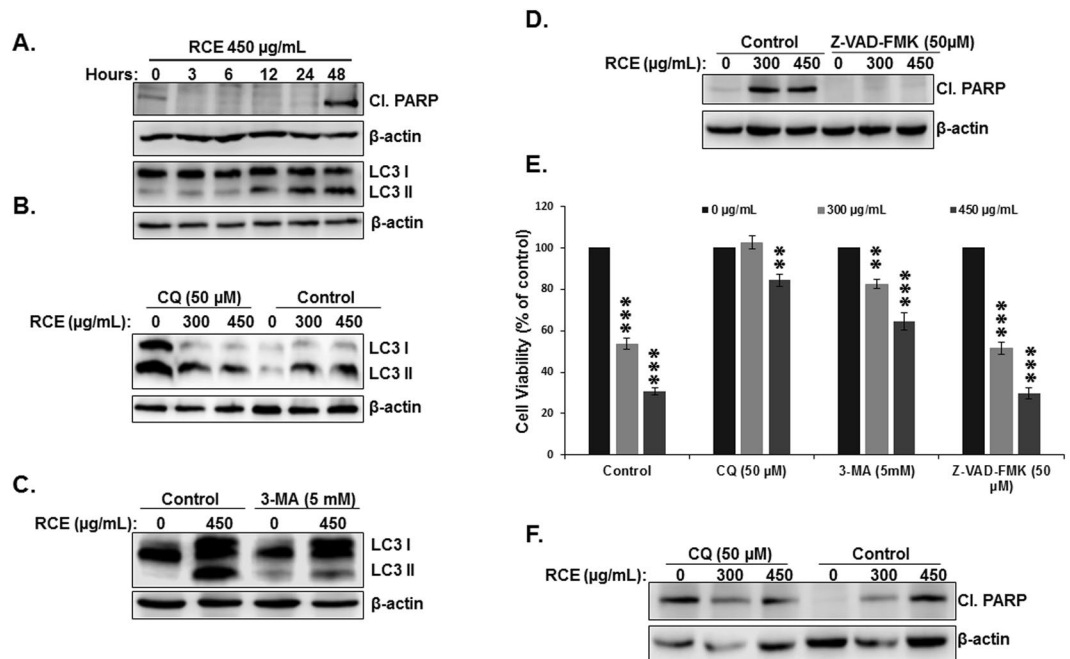 A.
RCE 450 µg/mL
Hours: 0 3 6 12 24 48
Cl. PARP
β-actin
LC3 I
LC3 II
β-actin
B.
CQ (50 µM) Control
RCE (µg/mL): 0 300 450 0 300 450
LC3 I
LC3 II
β-actin
C.
Control 3-MA (5 mM)
RCE (µg/mL): 0 450 0 450
LC3 I
LC3 II
β-actin
D.
Control Z-VAD-FMK (50µM)
RCE (µg/mL): 0 300 450 0 300 450
Cl. PARP
β-actin
E.
0 µg/mL 300 µg/mL 450 µg/mL
Cell Viability (% of control)
120
100
80
60
40
20
0
*** *** ** ** *** *** ***
Control CQ (50 µM) 3-MA (5mM) Z-VAD-FMK (50
µM)
F.
CQ (50 µM) Control
RCE (µg/mL): 0 300 450 0 300 450
Cl. PARP
β-actin